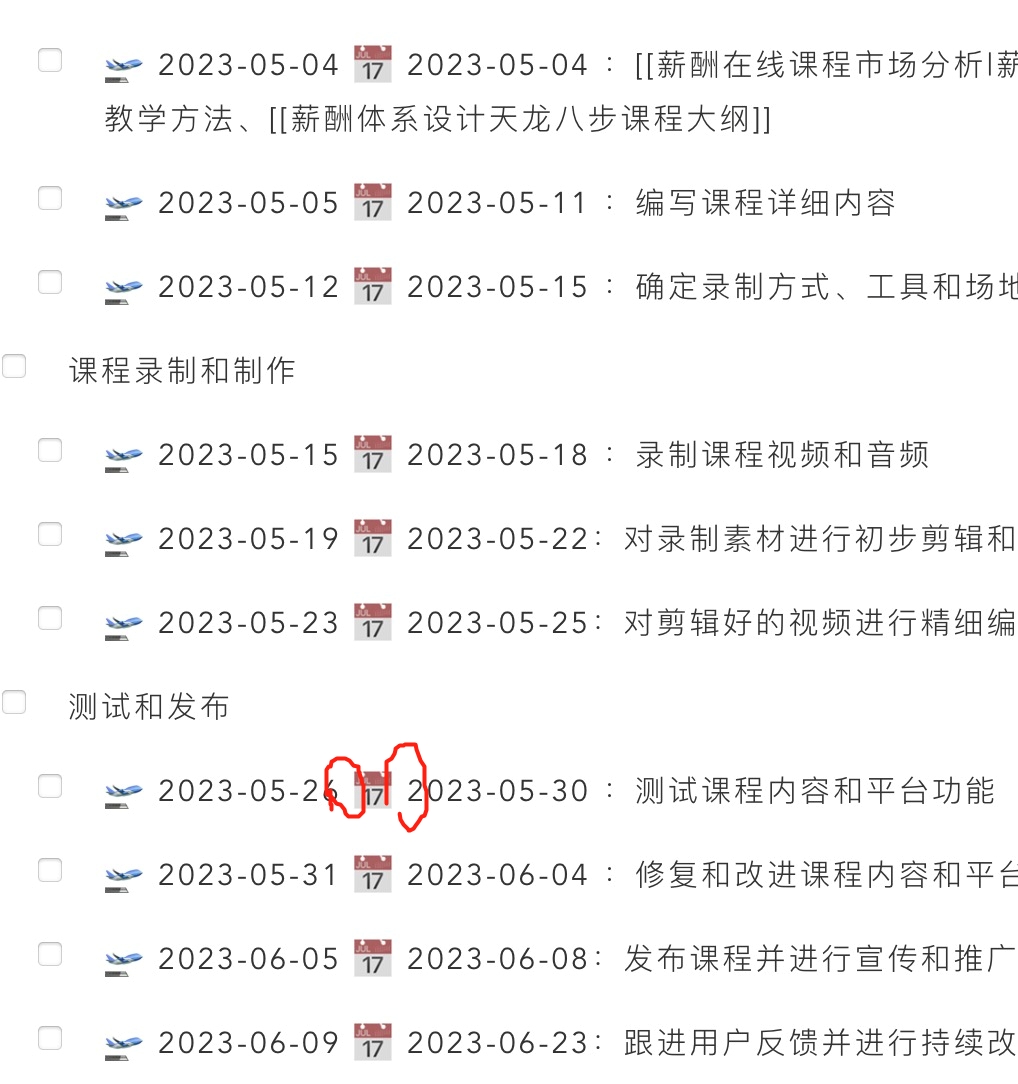 🛫 2023-05-04 📅 2023-05-04 ： [[薪酬在线课程市场分析|薪
教学方法、[[薪酬体系设计天龙八步课程大纲]]
🛫 2023-05-05 📅 2023-05-11 ： 编写课程详细内容
🛫 2023-05-12 📅 2023-05-15 ： 确定录制方式、工具和场地
课程录制和制作
🛫 2023-05-15 📅 2023-05-18 ： 录制课程视频和音频
🛫 2023-05-19 📅 2023-05-22：对录制素材进行初步剪辑和
🛫 2023-05-23 📅 2023-05-25：对剪辑好的视频进行精细编
测试和发布
🛫 2023-05-26 📅 2023-05-30 ： 测试课程内容和平台功能
🛫 2023-05-31 📅 2023-06-04 ： 修复和改进课程内容和平台
🛫 2023-06-05 📅 2023-06-08：发布课程并进行宣传和推广
🛫 2023-06-09 📅 2023-06-23：跟进用户反馈并进行持续改